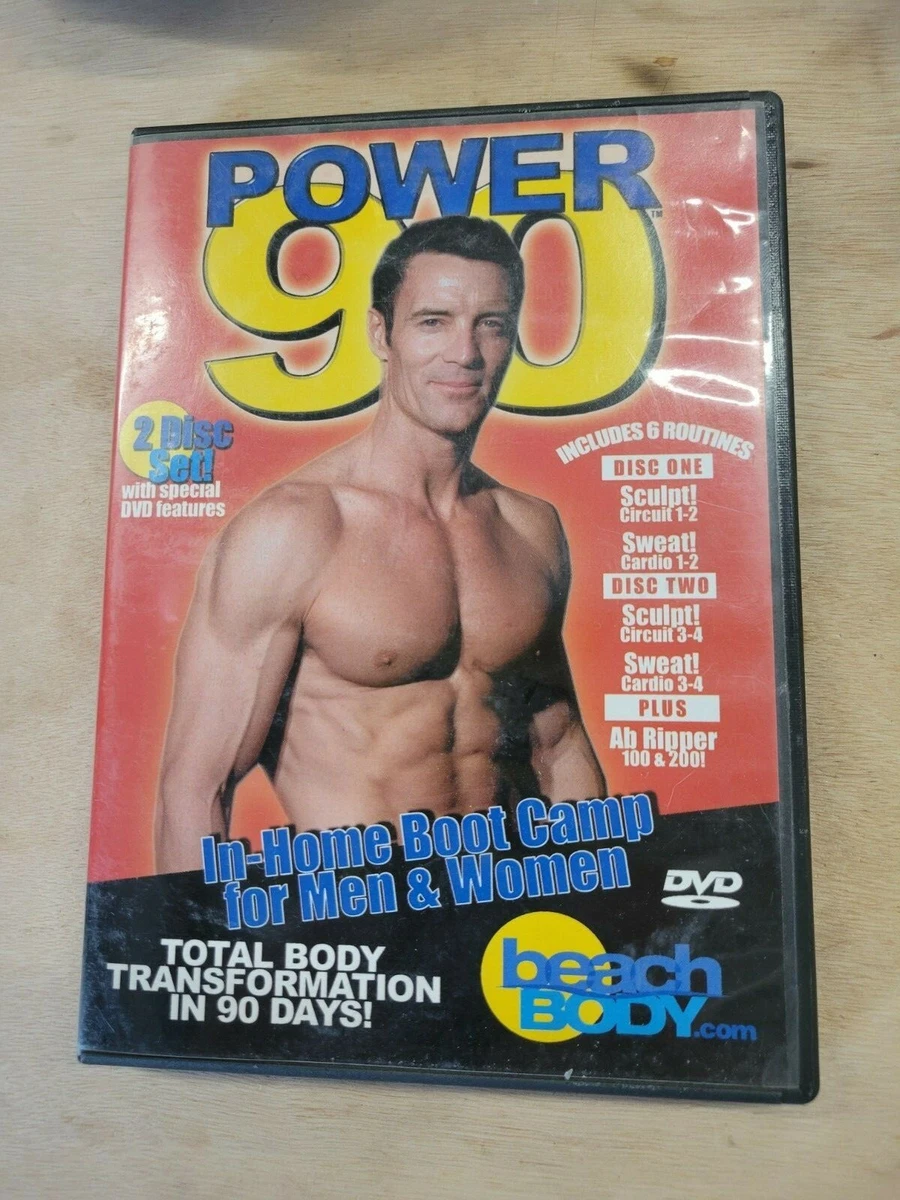 POWER
90™
2 Disc
Set!
with special
DVD features
INCLUDES 6 ROUTINES
DISC ONE
Sculpt!
Circuit 1-2
Sweat!
Cardio 1-2
DISC TWO
Sculpt!
Circuit 3-4
Sweat!
Cardio 3-4
PLUS
Ab Ripper
100 & 200!
In-Home Boot Camp
for Men & Women
DVD
TOTAL BODY
TRANSFORMATION
IN 90 DAYS!
beach
BODY.com